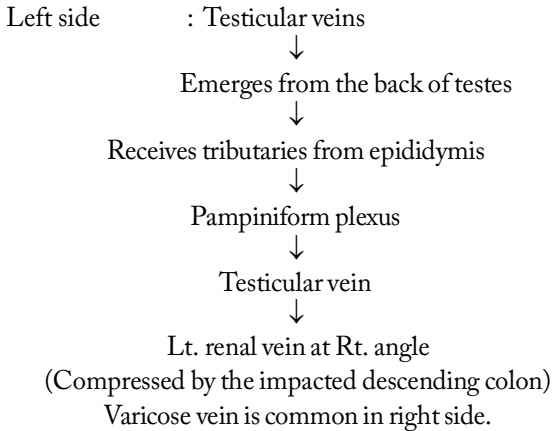 Left side : Testicular veins
↓
Emerges from the back of testes
↓
Receives tributaries from epididymis
↓
Pampiniform plexus
↓
Testicular vein
↓
Lt. renal vein at Rt. angle
(Compressed by the impacted descending colon)
Varicose vein is common in right side.